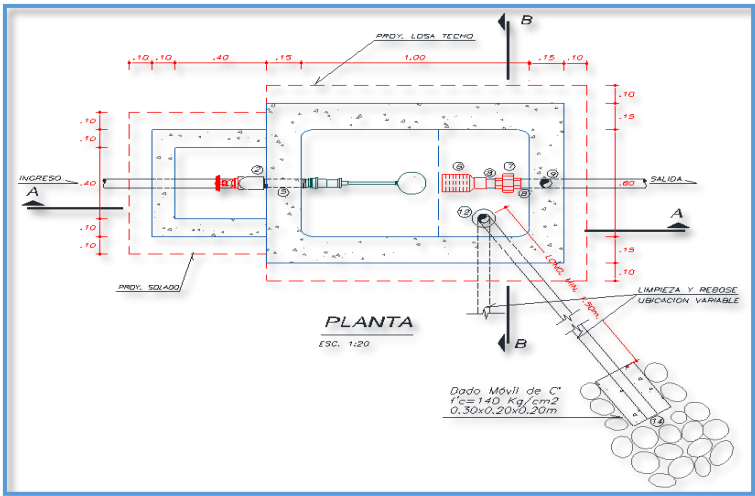 B
PROY. LOSA TECHO
.10 .10 .40 .15 1.00 .15 .10
.10
.15
.10
.10
INGRESO
A
.40
2
5
6
8
7
8
9
.60
SALIDA
12
A
.10
.10
.15
.10
PROY. SOLADO
LONG. MIN. 1.50m.
LIMPIEZA Y REBOSE
UBICACION VARIABLE
PLANTA
ESC. 1:20
B
Dado Móvil de C°
f'c=140 Kg/cm2
0.30x0.20x0.20m
14